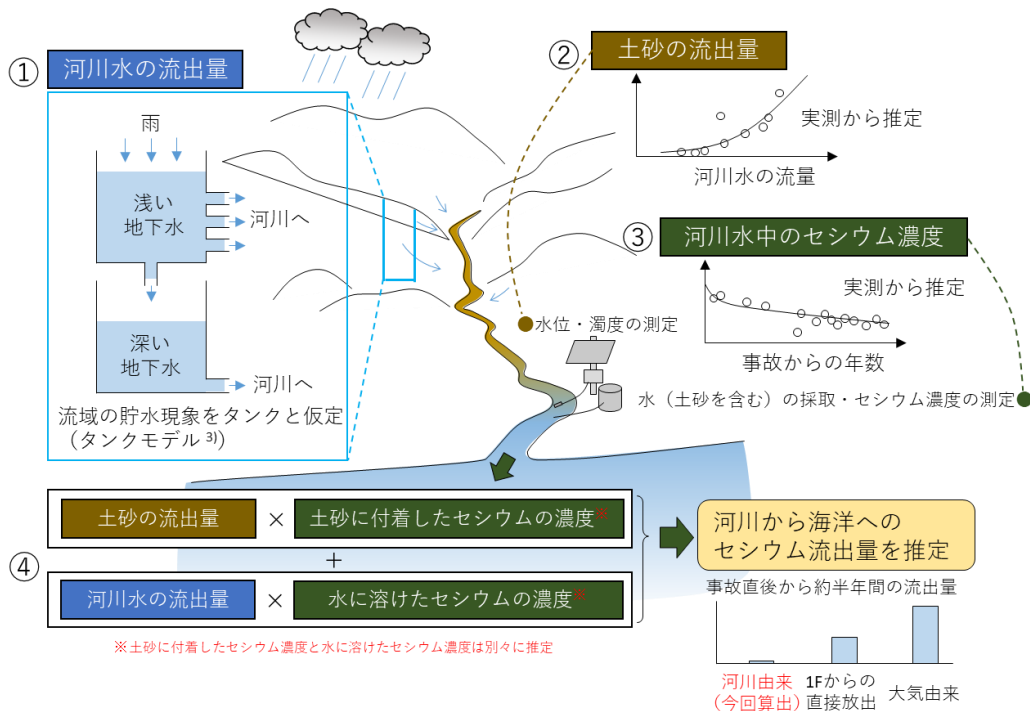 ① 河川水の流出量
雨
浅い
地下水
河川へ
深い
地下水
河川へ
流域の貯水現象をタンクと仮定
（タンクモデル 3)）
② 土砂の流出量
実測から推定
河川水の流量
③ 河川水中のセシウム濃度
実測から推定
事故からの年数
水位・濁度の測定
水（土砂を含む）の採取・セシウム濃度の測定
④
土砂の流出量 × 土砂に付着したセシウムの濃度※
+
河川水の流出量 × 水に溶けたセシウムの濃度※
※土砂に付着したセシウム濃度と水に溶けたセシウム濃度は別々に推定
河川から海洋への
セシウム流出量を推定
事故直後から約半年間の流出量
河川由来
（今回算出）
1Fからの
直接放出
大気由来